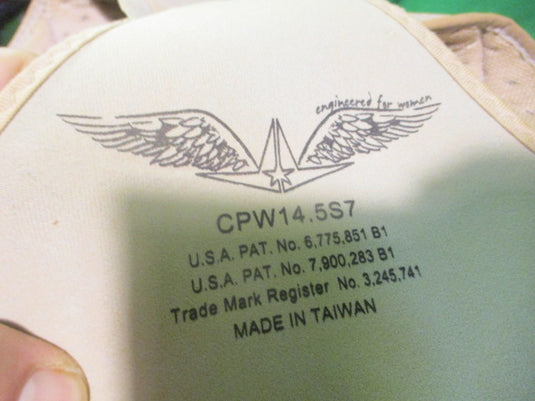 engineered for women
CPW14.5S7
U.S.A. PAT. No. 6,775,851 B1
U.S.A. PAT. No. 7,900,283 B1
Trade Mark Register No. 3,245,741
MADE IN TAIWAN